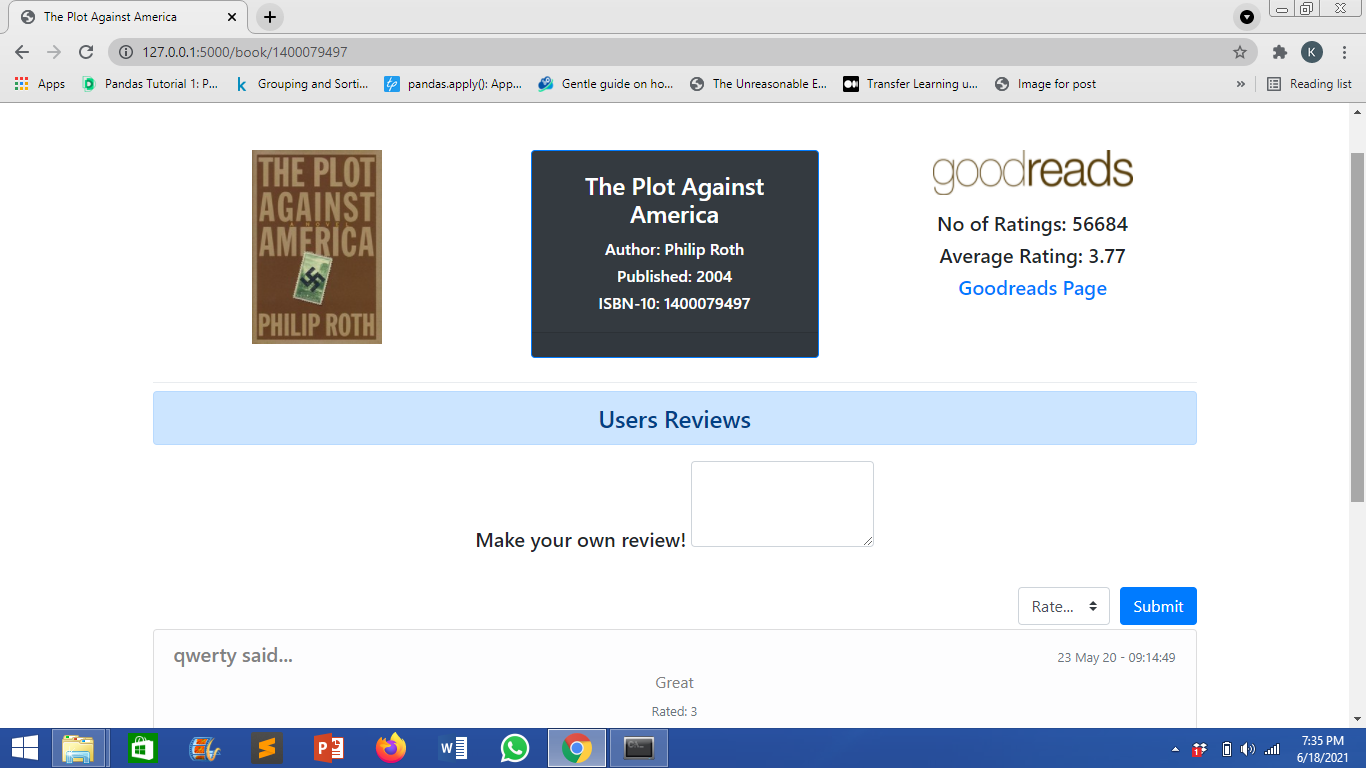 The Plot Against America
127.0.0.1:5000/book/1400079497
K
Apps
Pandas Tutorial 1: P...
Grouping and Sorti...
pandas.apply(): App...
Gentle guide on ho...
The Unreasonable E...
Transfer Learning u...
Image for post
Reading list
THE PLOT
AGAINST
A NOVEL
AMERICA
PHILIP ROTH
The Plot Against
America
Author: Philip Roth
Published: 2004
ISBN-10: 1400079497
goodreads
No of Ratings: 56684
Average Rating: 3.77
Goodreads Page
Users Reviews
Make your own review!
Rate...
Submit
qwerty said...
23 May 20 - 09:14:49
Great
Rated: 3
7:35 PM
6/18/2021